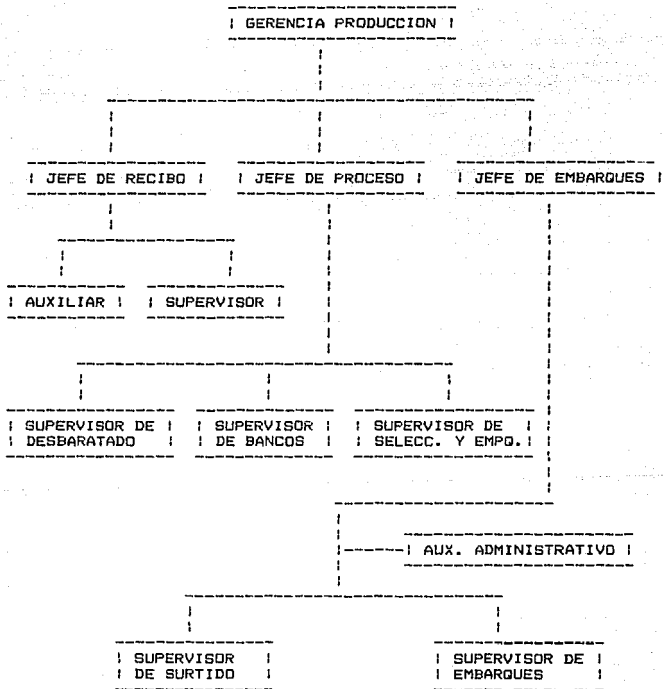 GERENCIA PRODUCCION
JEFE DE RECIBO
JEFE DE PROCESO
JEFE DE EMBARQUES
AUXILIAR
SUPERVISOR
SUPERVISOR DE
DESBARATADO
SUPERVISOR
DE BANCOS
SUPERVISOR DE
SELECC. Y EMPQ.
AUX. ADMINISTRATIVO
SUPERVISOR
DE SURTIDO
SUPERVISOR DE
EMBARQUES